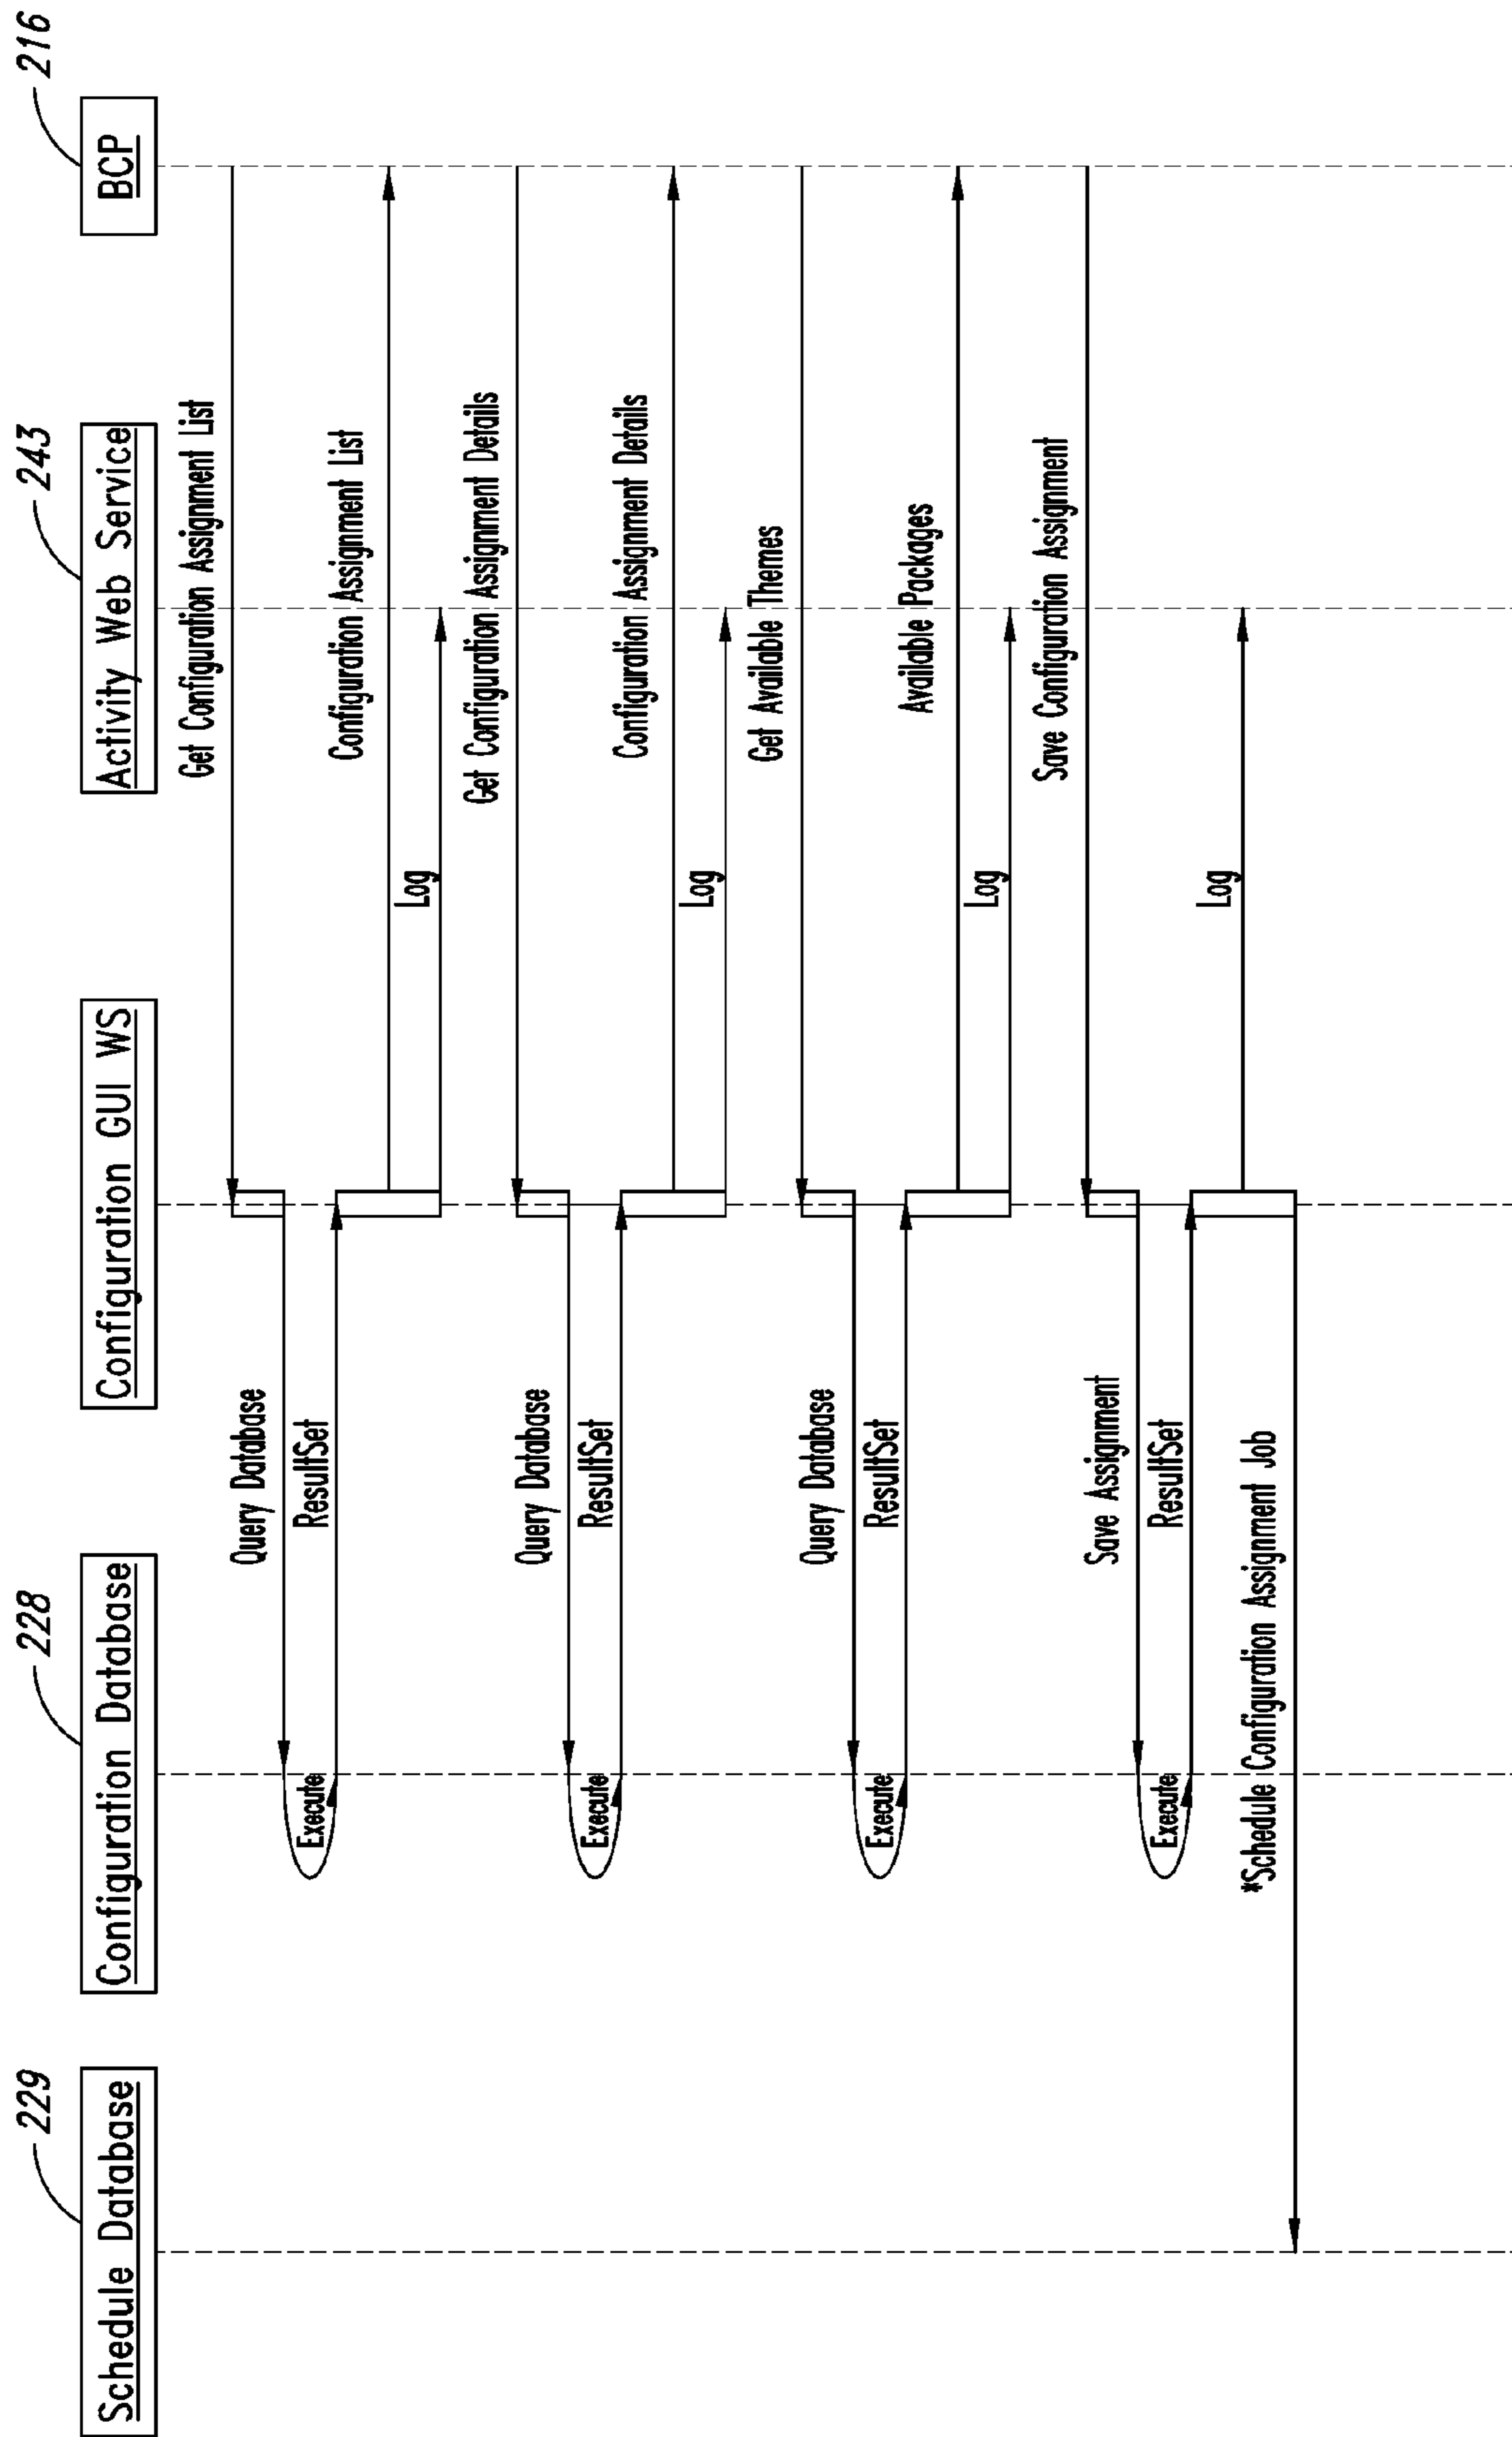 229
228
243
216
Schedule Database
Configuration Database
Configuration GUI WS
Activity Web Service
BCP
Get Configuration Assignment List
Query Database
Execute
ResultSet
Configuration Assignment List
Log
Get Configuration Assignment Details
Query Database
Execute
ResultSet
Configuration Assignment Details
Log
Get Available Themes
Query Database
Execute
ResultSet
Available Packages
Log
Save Configuration Assignment
Save Assignment
Execute
ResultSet
Log
*Schedule Configuration Assignment Job